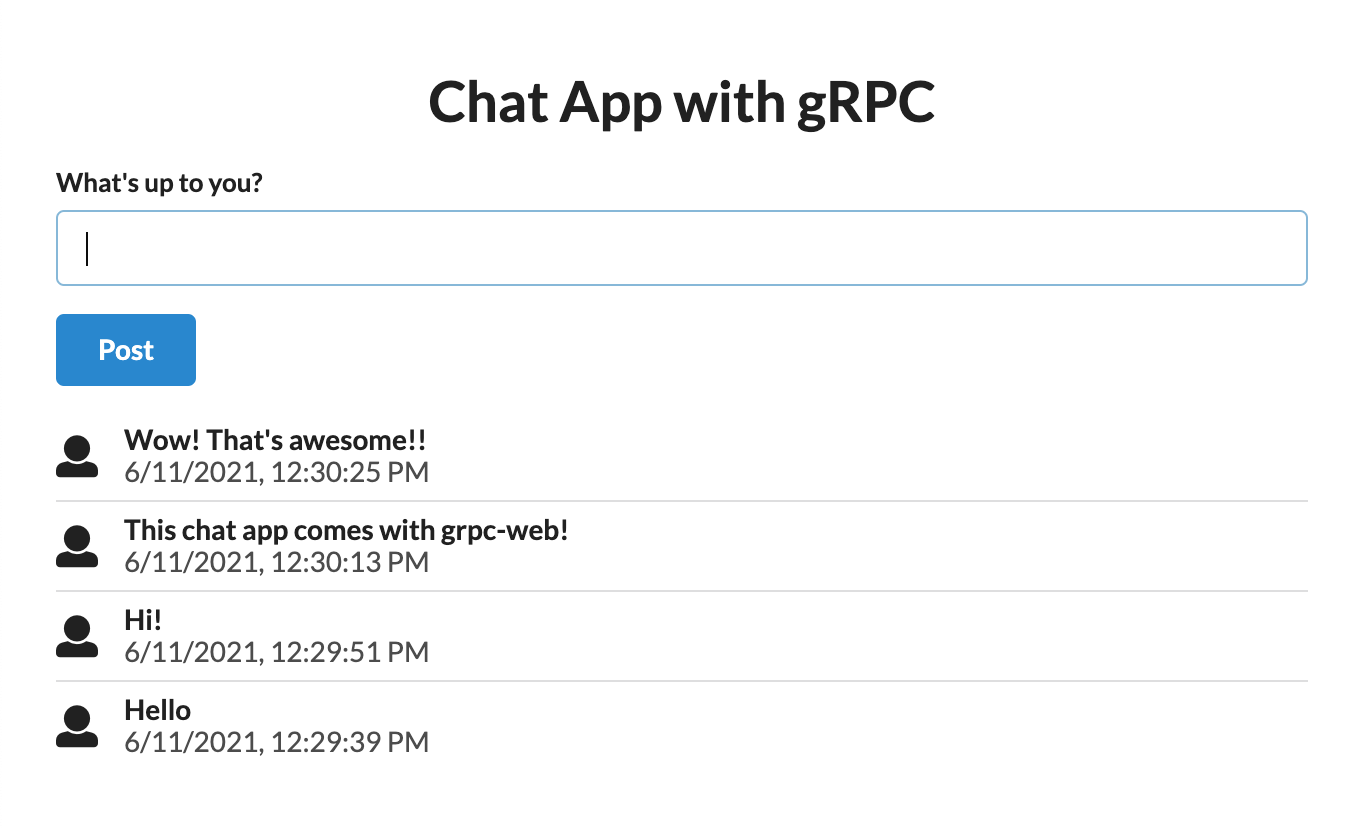 Chat App with gRPC
What's up to you?
Post
Wow! That's awesome!!
6/11/2021, 12:30:25 PM
This chat app comes with grpc-web!
6/11/2021, 12:30:13 PM
Hi!
6/11/2021, 12:29:51 PM
Hello
6/11/2021, 12:29:39 PM